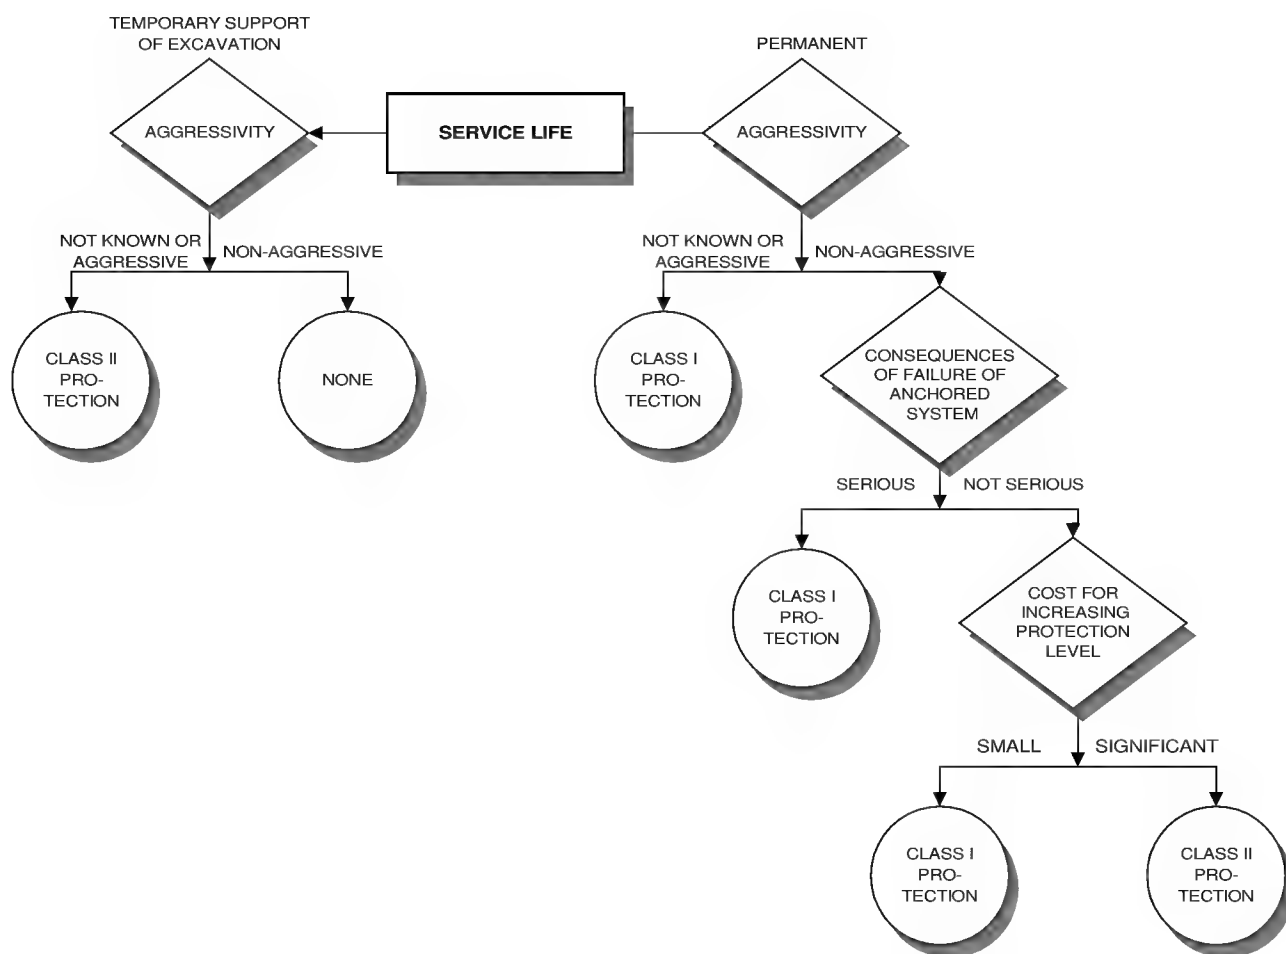 TEMPORARY SUPPORT
OF EXCAVATION
PERMANENT
AGGRESSIVITY
SERVICE LIFE
AGGRESSIVITY
NOT KNOWN OR
AGGRESSIVE
NON-AGGRESSIVE
NOT KNOWN OR
AGGRESSIVE
NON-AGGRESSIVE
CLASS II
PRO-
TECTION
NONE
CLASS I
PRO-
TECTION
CONSEQUENCES
OF FAILURE OF
ANCHORED
SYSTEM
SERIOUS
NOT SERIOUS
CLASS I
PRO-
TECTION
COST FOR
INCREASING
PROTECTION
LEVEL
SMALL
SIGNIFICANT
CLASS I
PRO-
TECTION
CLASS II
PRO-
TECTION